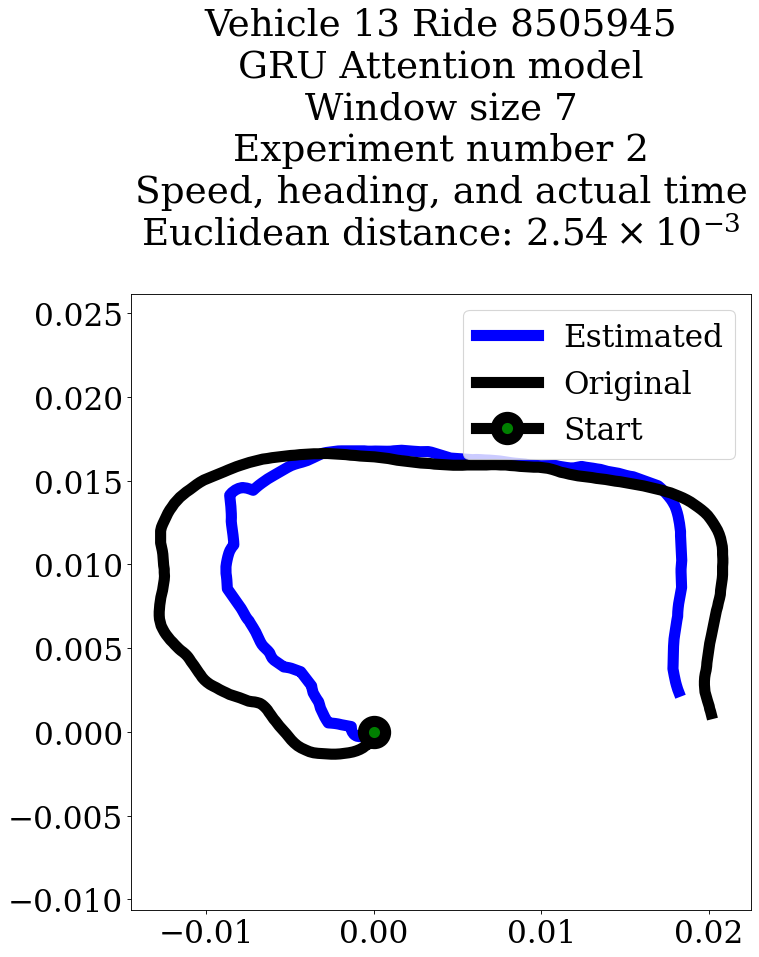 Vehicle 13 Ride 8505945
GRU Attention model
Window size 7
Experiment number 2
Speed, heading, and actual time
Euclidean distance: 2.54 × 10⁻³
Estimated
Original
Start
0.025
0.020
0.015
0.010
0.005
0.000
−0.005
−0.010
−0.01 0.00 0.01 0.02